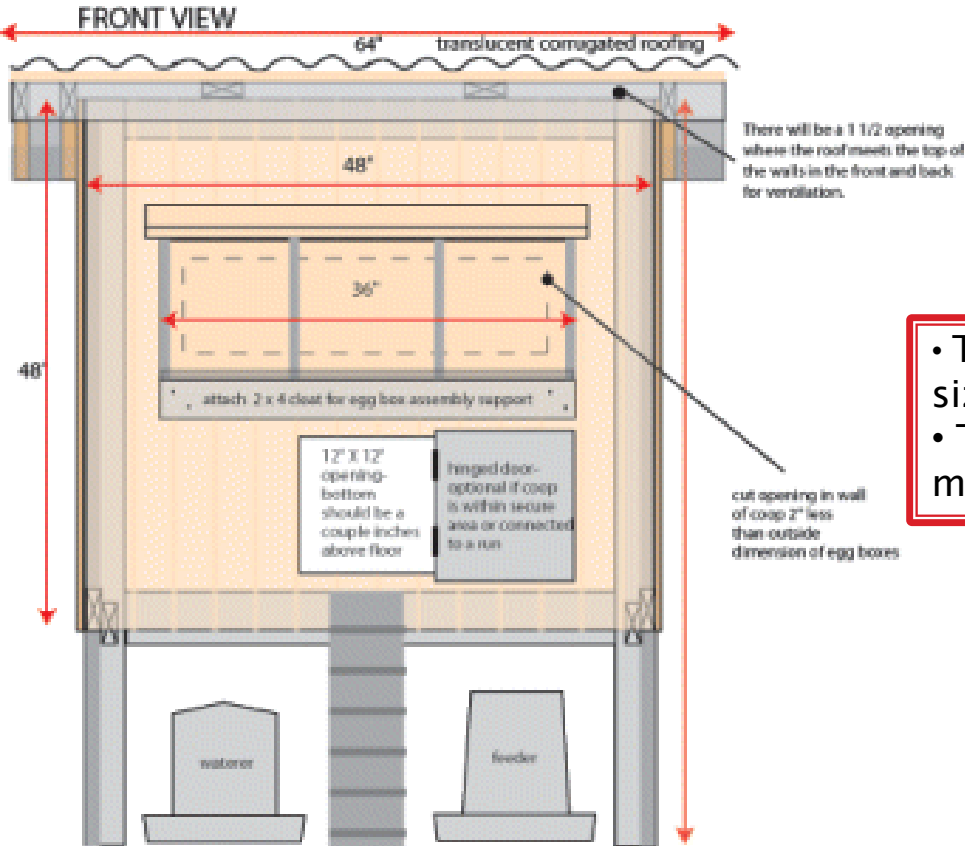 FRONT VIEW
64" translucent corrugated roofing
There will be a 1 1/2 opening
where the roof meets the top of
the walls in the front and back
for ventilation.
48"
36"
48"
attach 2 x 4 cleat for egg box assembly support
12" X 12"
opening-
bottom
should be a
couple inches
above floor
hinged door-
optional if coop
is within secure
area or connected
to a run
cut opening in wall
of coop 2" less
than outside
dimension of egg boxes
waterer
feeder